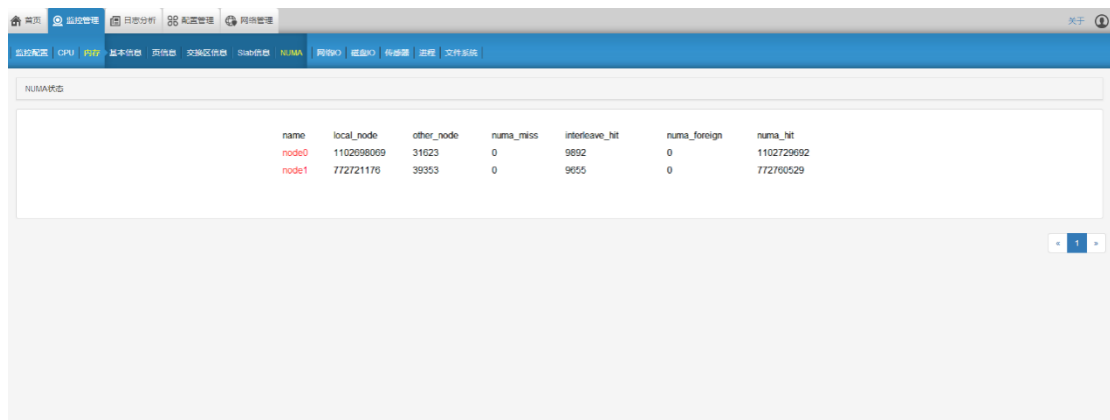 首页 监控管理 日志分析 配置管理 网络管理 关于
监控配置 CPU 内存 基本信息 页信息 交换区信息 Slab信息 NUMA 网络IO 磁盘IO 传感器 进程 文件系统
NUMA状态
name local_node other_node numa_miss interleave_hit numa_foreign numa_hit
node0 1102698069 31623 0 9892 0 1102729692
node1 772721176 39353 0 9655 0 772760529
« 1 »